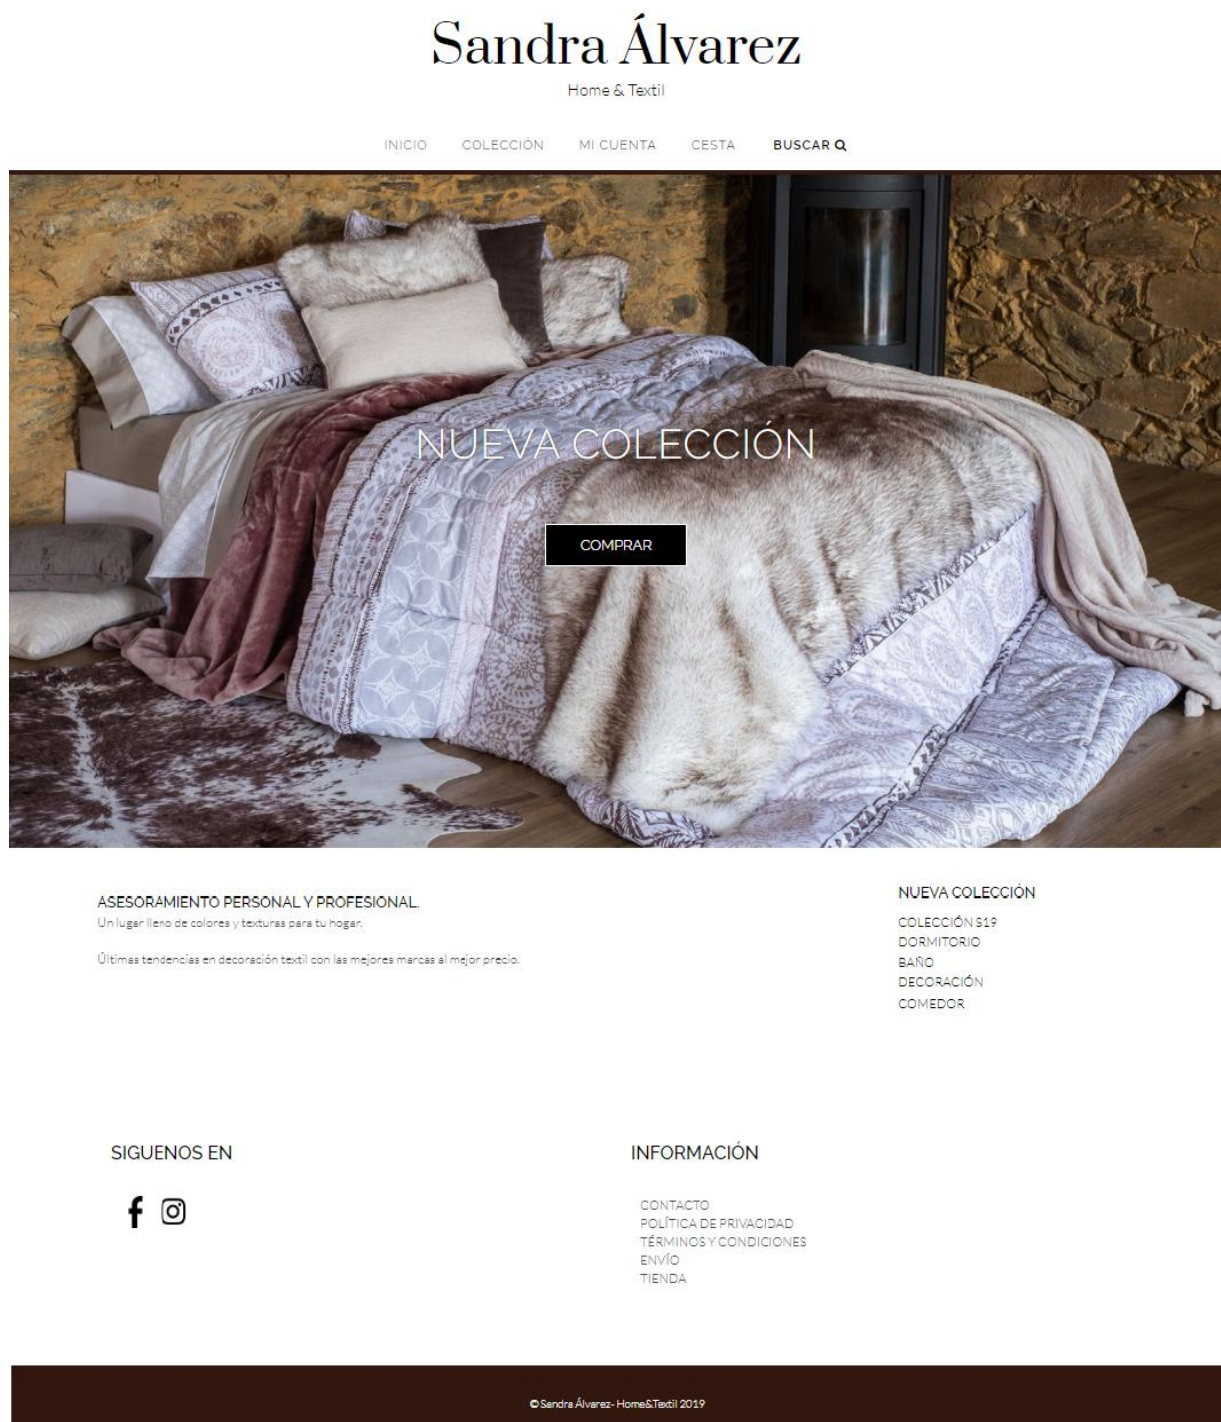 Sandra Álvarez
Home & Textil
INICIO COLECCIÓN MI CUENTA CESTA BUSCAR
NUEVA COLECCIÓN
COMPRAR
ASESORAMIENTO PERSONAL Y PROFESIONAL.
Un lugar lleno de colores y texturas para tu hogar.
Últimas tendencias en decoración textil con las mejores marcas al mejor precio.
NUEVA COLECCIÓN
COLECCIÓN S19
DORMITORIO
BAÑO
DECORACIÓN
COMEDOR
SIGUENOS EN
INFORMACIÓN
CONTACTO
POLÍTICA DE PRIVACIDAD
TÉRMINOS Y CONDICIONES
ENVÍO
TIENDA
© Sandra Álvarez- Home&Textil 2019